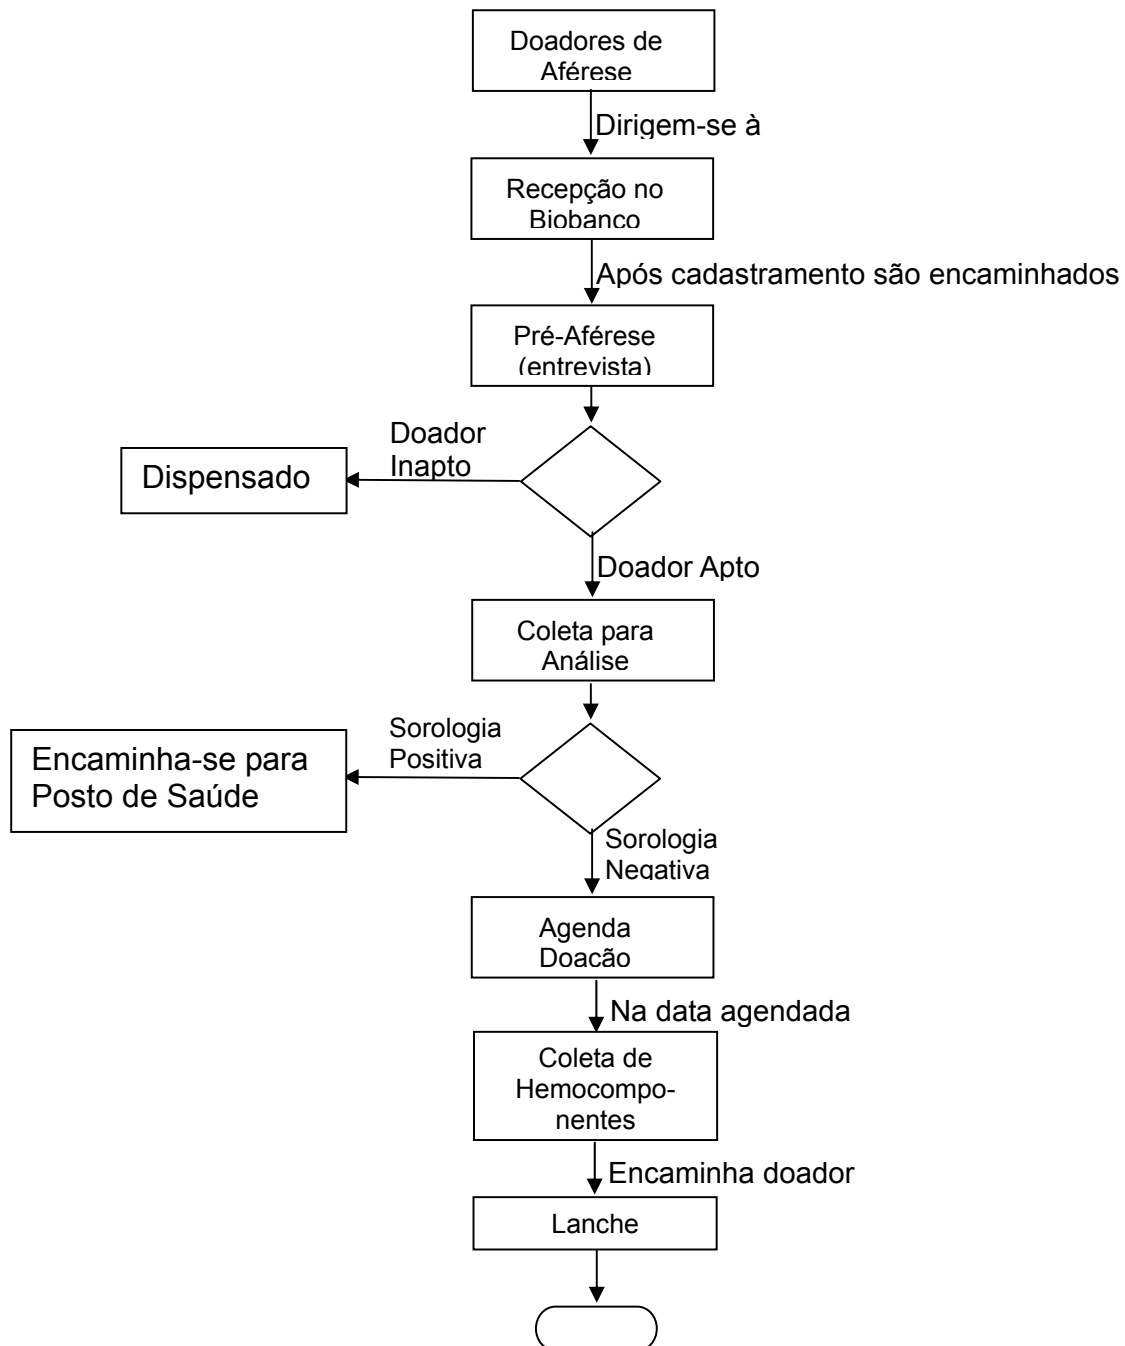 Doadores de
Aférese
Dirigem-se à
Recepção no
Biobanco
Após cadastramento são encaminhados
Pré-Aférese
(entrevista)
Doador
Inapto
Dispensado
Doador Apto
Coleta para
Análise
Sorologia
Positiva
Encaminha-se para
Posto de Saúde
Sorologia
Negativa
Agenda
Doação
Na data agendada
Coleta de
Hemocompo-
nentes
Encaminha doador
Lanche